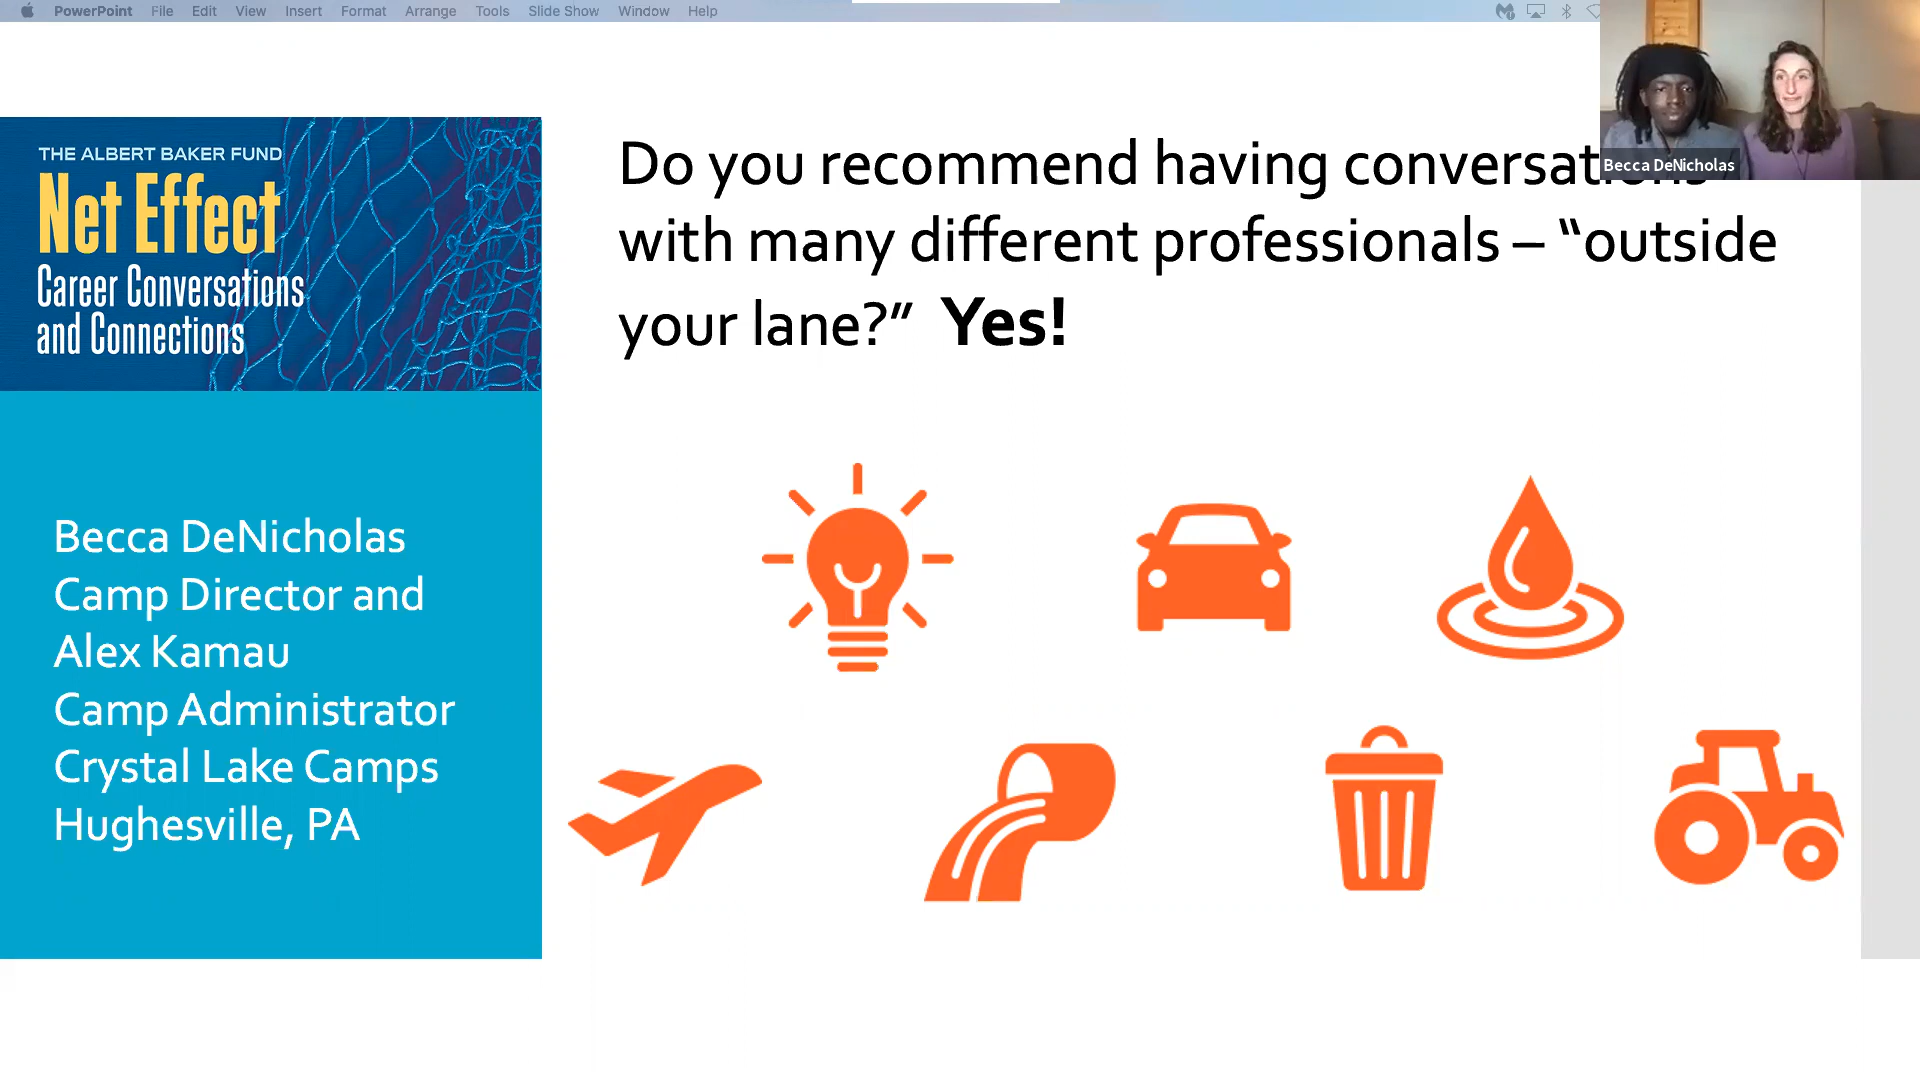 PowerPoint File Edit View Insert Format Arrange Tools Slide Show Window Help
THE ALBERT BAKER FUND
Net Effect
Career Conversations
and Connections
Becca DeNicholas
Camp Director and
Alex Kamau
Camp Administrator
Crystal Lake Camps
Hughesville, PA
Do you recommend having conversations
with many different professionals – “outside
your lane?” Yes!
Becca DeNicholas